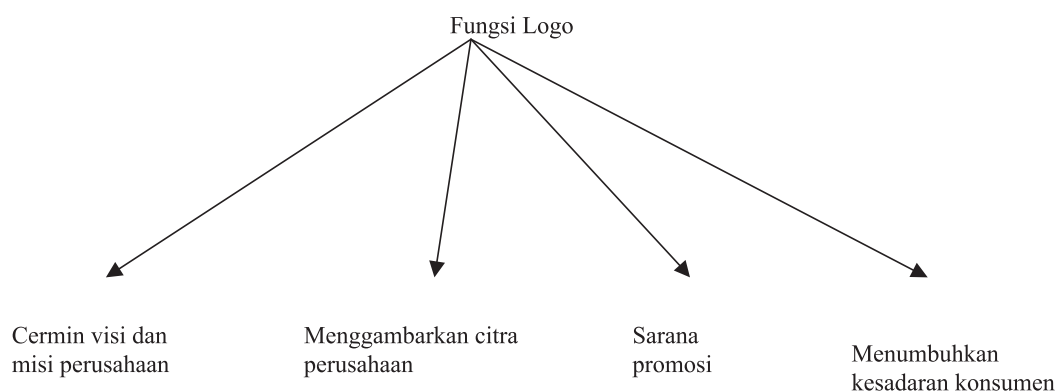 Fungsi Logo
Cermin visi dan
misi perusahaan
Menggambarkan citra
perusahaan
Sarana
promosi
Menumbuhkan
kesadaran konsumen